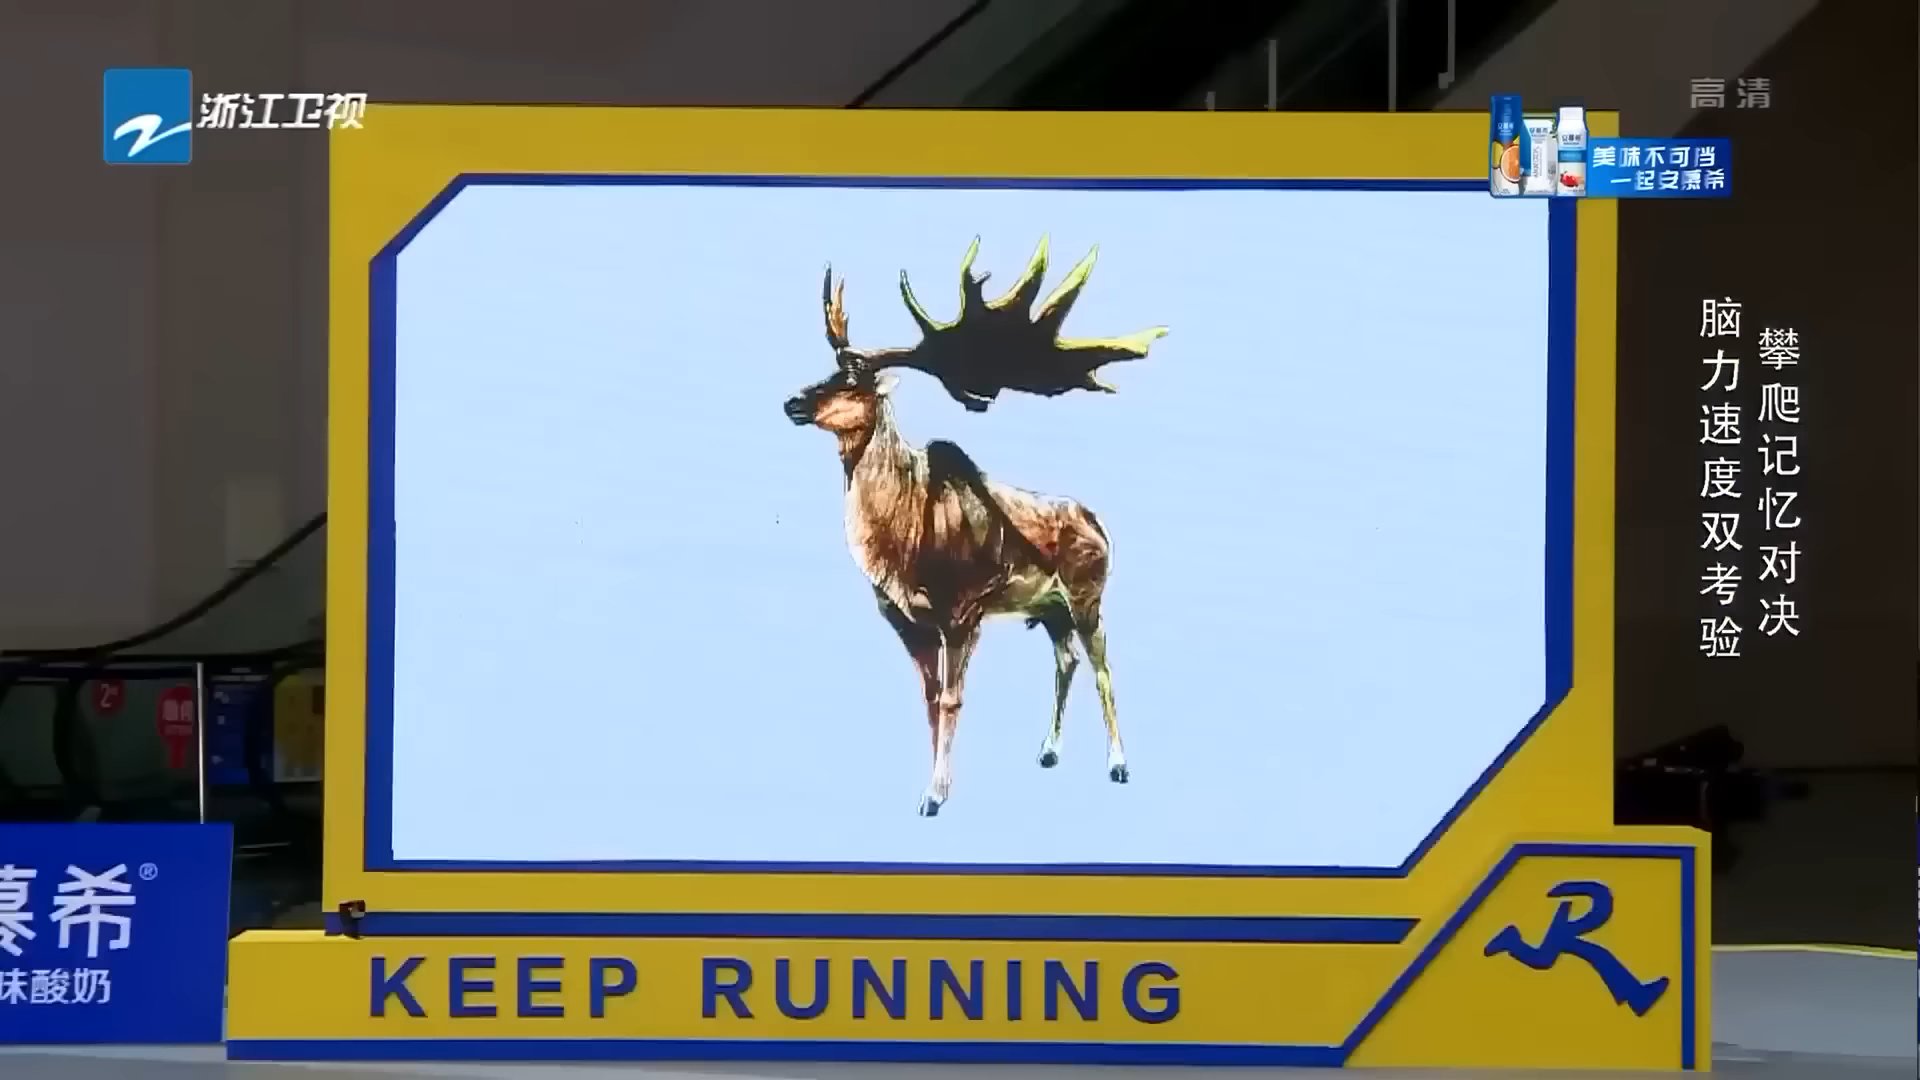 浙江卫视
高清
美味不可挡
一起安慕希
攀爬记忆对决
脑力速度双考验
慕希®
味酸奶
KEEP RUNNING
R